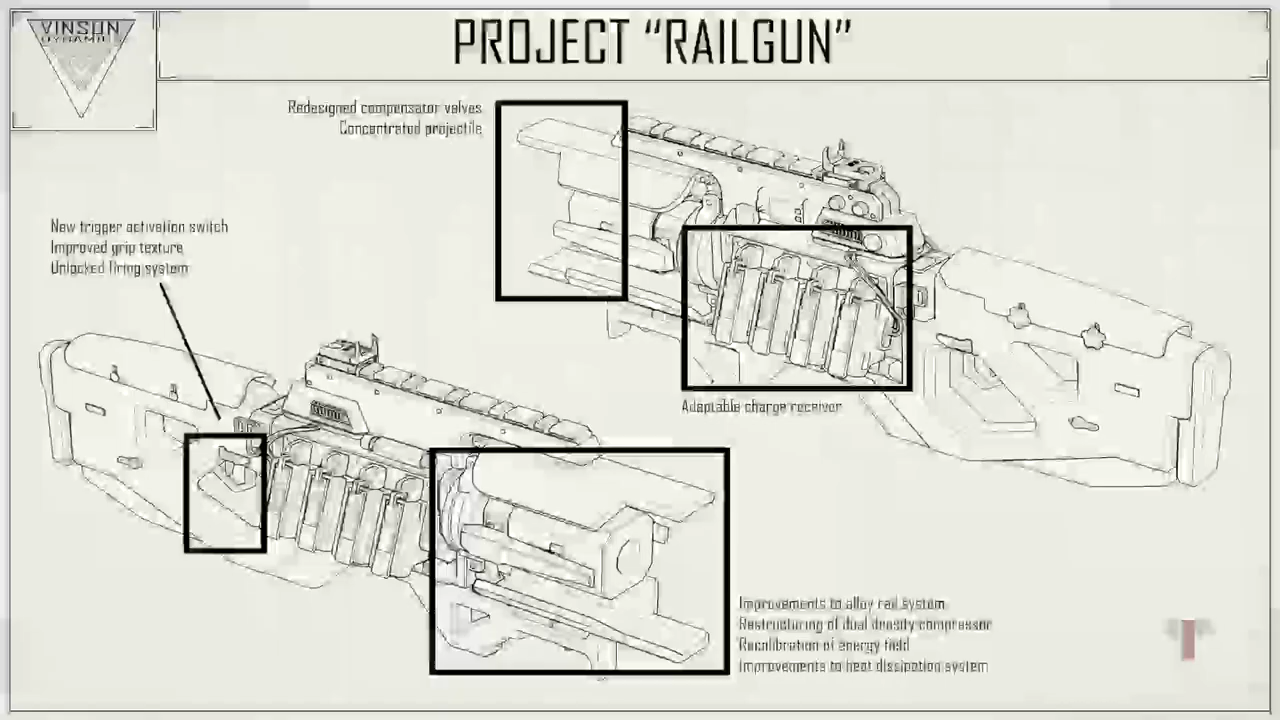 VINSON
DYNAMICS
PROJECT “RAILGUN”
Redesigned compensator valves
Concentrated projectile
New trigger activation switch
Improved grip texture
Unlocked firing system
Adaptable charge receiver
Improvements to alloy rail system
Restructuring of dual density compressor
Recalibration of energy field
Improvements to heat dissipation system